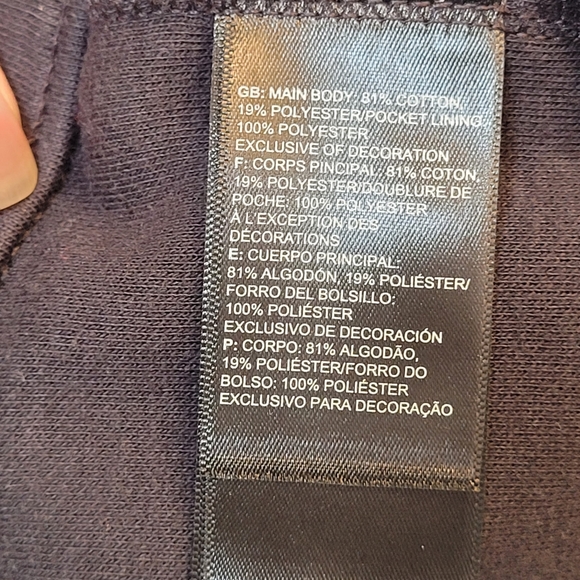 GB: MAIN BODY: 81% COTTON,
19% POLYESTER/POCKET LINING
100% POLYESTER
EXCLUSIVE OF DECORATION
F: CORPS PINCIPAL: 81% COTON,
19% POLYESTER/DOUBLURE DE
POCHE: 100% POLYESTER
À L'EXCEPTION DES
DÉCORATIONS
E: CUERPO PRINCIPAL:
81% ALGODÓN, 19% POLIÉSTER/
FORRO DEL BOLSILLO:
100% POLIÉSTER
EXCLUSIVO DE DECORACIÓN
P: CORPO: 81% ALGODÃO,
19% POLIÉSTER/FORRO DO
BOLSO: 100% POLIÉSTER
EXCLUSIVO PARA DECORAÇÃO